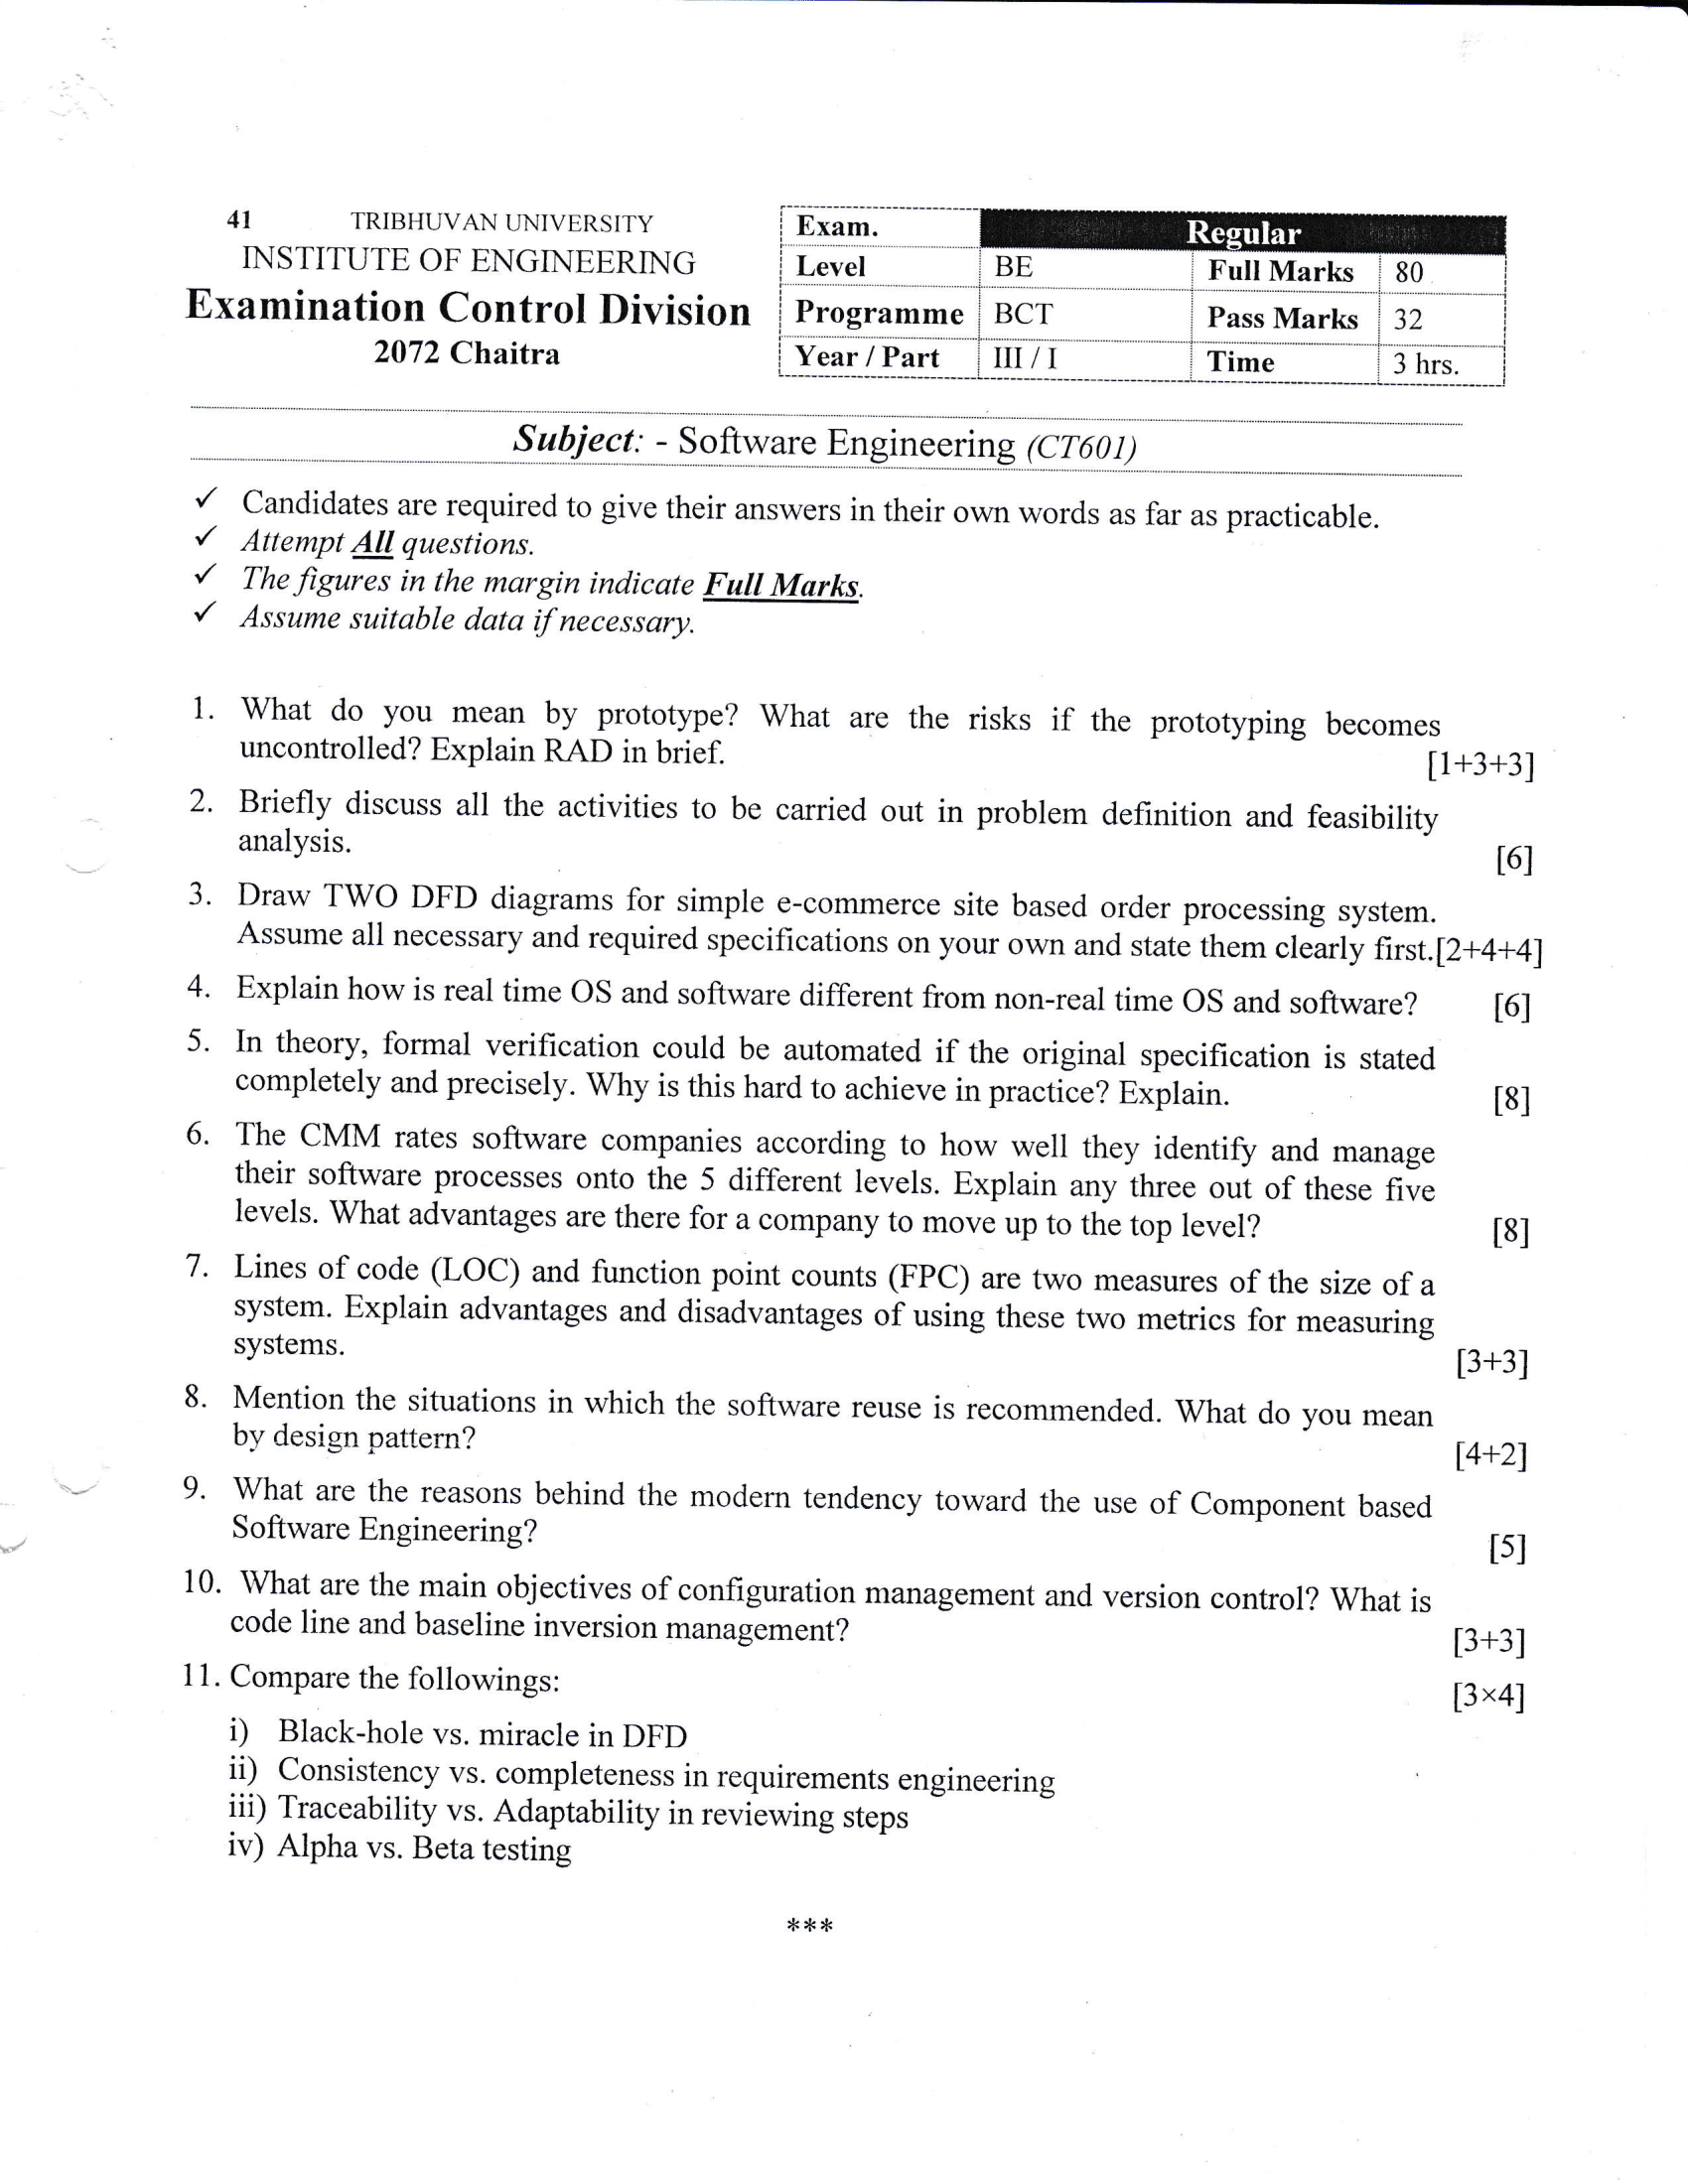 41 TRIBHUVAN UNIVERSITY
INSTITUTE OF ENGINEERING
Examination Control Division
2072 Chaitra
Exam. Regular
Level BE Full Marks 80
Programme BCT Pass Marks 32
Year / Part III / I Time 3 hrs.
Subject: - Software Engineering (CT601)
✓ Candidates are required to give their answers in their own words as far as practicable.
✓ Attempt All questions.
✓ The figures in the margin indicate Full Marks.
✓ Assume suitable data if necessary.
1. What do you mean by prototype? What are the risks if the prototyping becomes
uncontrolled? Explain RAD in brief. [1+3+3]
2. Briefly discuss all the activities to be carried out in problem definition and feasibility
analysis. [6]
3. Draw TWO DFD diagrams for simple e-commerce site based order processing system.
Assume all necessary and required specifications on your own and state them clearly first.[2+4+4]
4. Explain how is real time OS and software different from non-real time OS and software? [6]
5. In theory, formal verification could be automated if the original specification is stated
completely and precisely. Why is this hard to achieve in practice? Explain. [8]
6. The CMM rates software companies according to how well they identify and manage
their software processes onto the 5 different levels. Explain any three out of these five
levels. What advantages are there for a company to move up to the top level? [8]
7. Lines of code (LOC) and function point counts (FPC) are two measures of the size of a
system. Explain advantages and disadvantages of using these two metrics for measuring
systems. [3+3]
8. Mention the situations in which the software reuse is recommended. What do you mean
by design pattern? [4+2]
9. What are the reasons behind the modern tendency toward the use of Component based
Software Engineering? [5]
10. What are the main objectives of configuration management and version control? What is
code line and baseline inversion management? [3+3]
11. Compare the followings: [3×4]
i) Black-hole vs. miracle in DFD
ii) Consistency vs. completeness in requirements engineering
iii) Traceability vs. Adaptability in reviewing steps
iv) Alpha vs. Beta testing
***